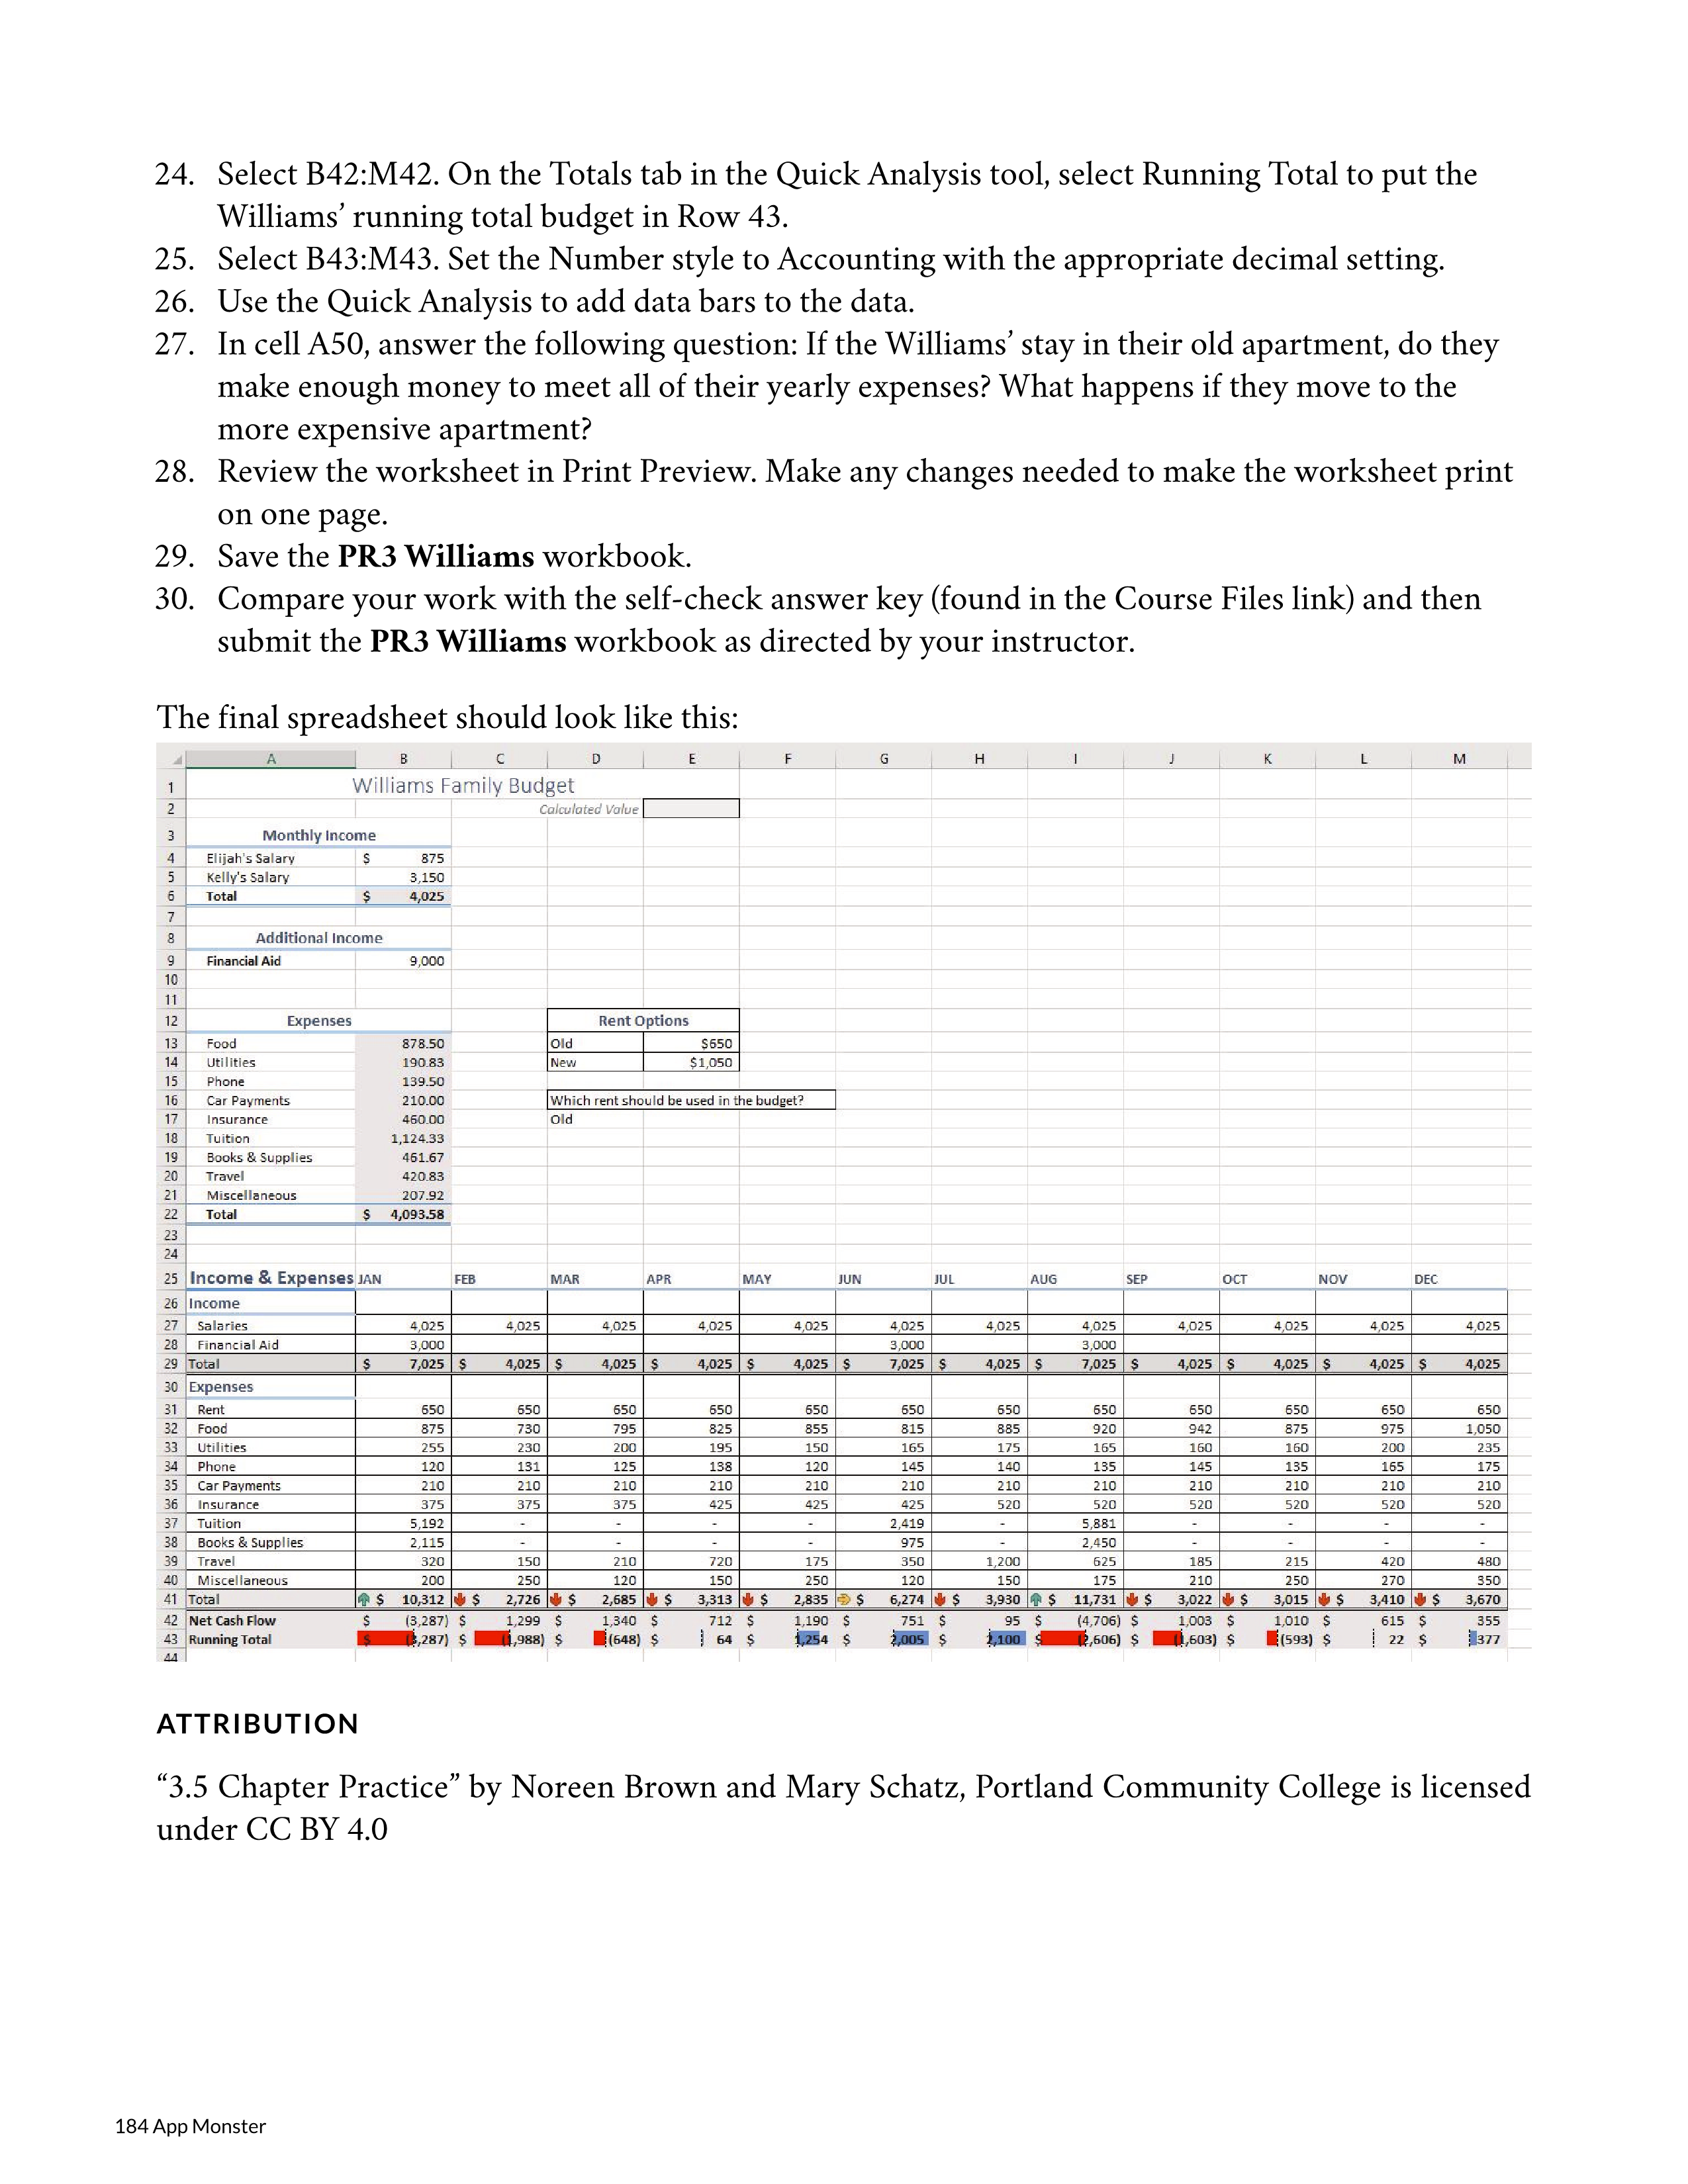 24. Select B42:M42. On the Totals tab in the Quick Analysis tool, select Running Total to put the
Williams’ running total budget in Row 43.
25. Select B43:M43. Set the Number style to Accounting with the appropriate decimal setting.
26. Use the Quick Analysis to add data bars to the data.
27. In cell A50, answer the following question: If the Williams’ stay in their old apartment, do they
make enough money to meet all of their yearly expenses? What happens if they move to the
more expensive apartment?
28. Review the worksheet in Print Preview. Make any changes needed to make the worksheet print
on one page.
29. Save the PR3 Williams workbook.
30. Compare your work with the self-check answer key (found in the Course Files link) and then
submit the PR3 Williams workbook as directed by your instructor.
The final spreadsheet should look like this:
A B C D E F G H I J K L M
1 Williams Family Budget
2 Calculated Value
3 Monthly Income
4 Elijah's Salary $ 875
5 Kelly's Salary 3,150
6 Total $ 4,025
7
8 Additional Income
9 Financial Aid 9,000
10
11
12 Expenses Rent Options
13 Food 878.50 Old $650
14 Utilities 190.83 New $1,050
15 Phone 139.50
16 Car Payments 210.00 Which rent should be used in the budget?
17 Insurance 460.00 Old
18 Tuition 1,124.33
19 Books & Supplies 461.67
20 Travel 420.83
21 Miscellaneous 207.92
22 Total $ 4,093.58
23
24
25 Income & Expenses JAN FEB MAR APR MAY JUN JUL AUG SEP OCT NOV DEC
26 Income
27 Salaries 4,025 4,025 4,025 4,025 4,025 4,025 4,025 4,025 4,025 4,025 4,025 4,025
28 Financial Aid 3,000 3,000 3,000
29 Total $ 7,025 $ 4,025 $ 4,025 $ 4,025 $ 4,025 $ 7,025 $ 4,025 $ 7,025 $ 4,025 $ 4,025 $ 4,025 $ 4,025
30 Expenses
31 Rent 650 650 650 650 650 650 650 650 650 650 650 650
32 Food 875 730 795 825 855 815 885 920 942 875 975 1,050
33 Utilities 255 230 200 195 150 165 175 165 160 160 200 235
34 Phone 120 131 125 138 120 145 140 135 145 135 165 175
35 Car Payments 210 210 210 210 210 210 210 210 210 210 210 210
36 Insurance 375 375 375 425 425 425 520 520 520 520 520 520
37 Tuition 5,192 - - - - 2,419 - 5,881 - - - -
38 Books & Supplies 2,115 - - - - 975 - 2,450 - - - -
39 Travel 320 150 210 720 175 350 1,200 625 185 215 420 480
40 Miscellaneous 200 250 120 150 250 120 150 175 210 250 270 350
41 Total $ 10,312 $ 2,726 $ 2,685 $ 3,313 $ 2,835 $ 6,274 $ 3,930 $ 11,731 $ 3,022 $ 3,015 $ 3,410 $ 3,670
42 Net Cash Flow $ (3,287) $ 1,299 $ 1,340 $ 712 $ 1,190 $ 751 $ 95 $ (4,706) $ 1,003 $ 1,010 $ 615 $ 355
43 Running Total $ (3,287) $ (1,988) $ (648) $ 64 $ 1,254 $ 2,005 $ 2,100 $ (2,606) $ (1,603) $ (593) $ 22 $ 377
44
ATTRIBUTION
“3.5 Chapter Practice” by Noreen Brown and Mary Schatz, Portland Community College is licensed
under CC BY 4.0
184 App Monster